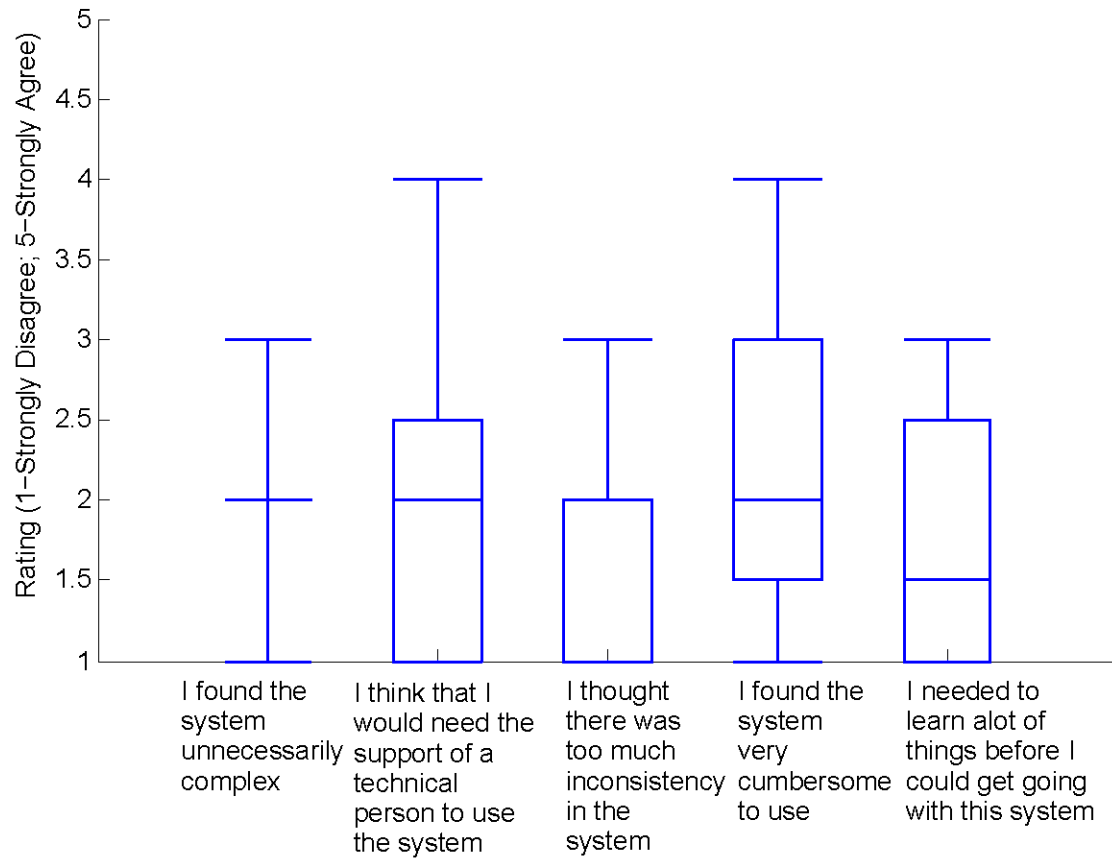 Rating (1-Strongly Disagree; 5-Strongly Agree)
5
4.5
4
3.5
3
2.5
2
1.5
1
I found the
system
unnecessarily
complex
I think that I
would need the
support of a
technical
person to use
the system
I thought
there was
too much
inconsistency
in the
system
I found the
system
very
cumbersome
to use
I needed to
learn alot of
things before I
could get going
with this system